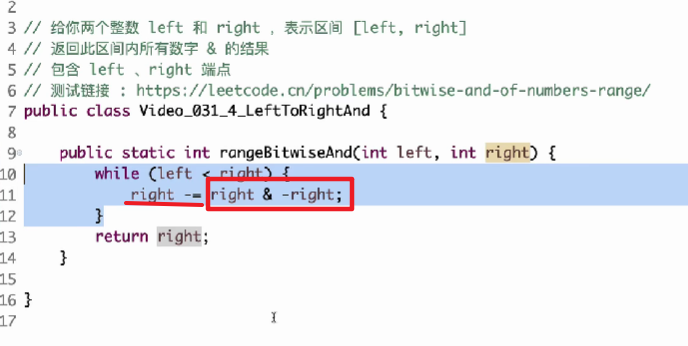 2
3 // 给你两个整数 left 和 right ，表示区间 [left, right]
4 // 返回此区间内所有数字 & 的结果
5 // 包含 left 、right 端点
6 // 测试链接 : https://leetcode.cn/problems/bitwise-and-of-numbers-range/
7 public class Video_031_4_LeftToRightAnd {
8
9 public static int rangeBitwiseAnd(int left, int right) {
10 while (left < right) {
11 right -= right & -right;
12 }
13 return right;
14 }
15
16 }
17